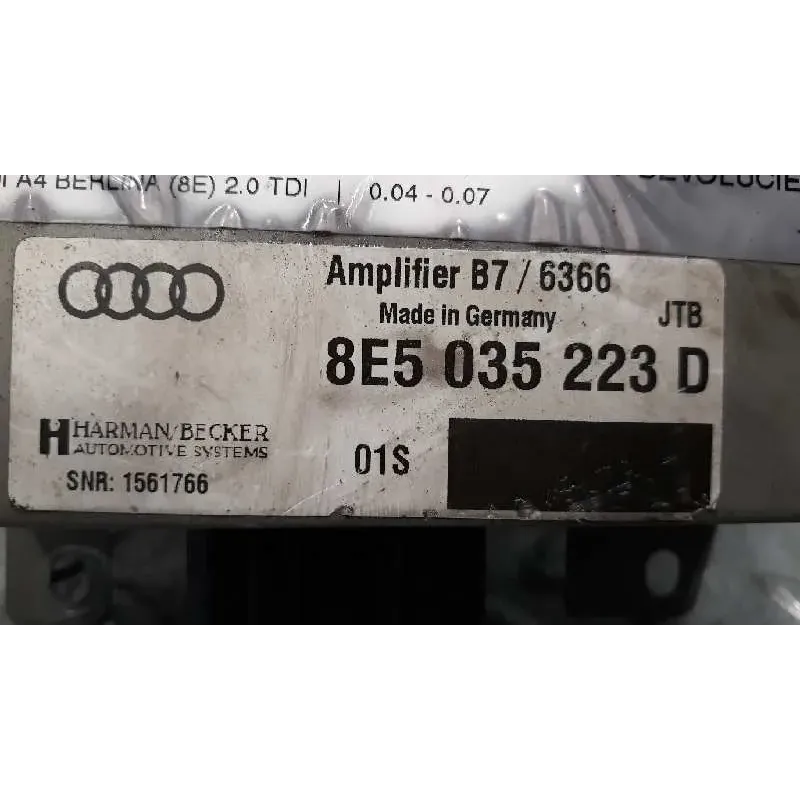 A4 BERLINA (8E) 2.0 TDI | 0.04 - 0.07
Amplifier B7 / 6366
Made in Germany JTB
8E5 035 223 D
HARMAN/BECKER
AUTOMOTIVE SYSTEMS
01S
SNR: 1561766